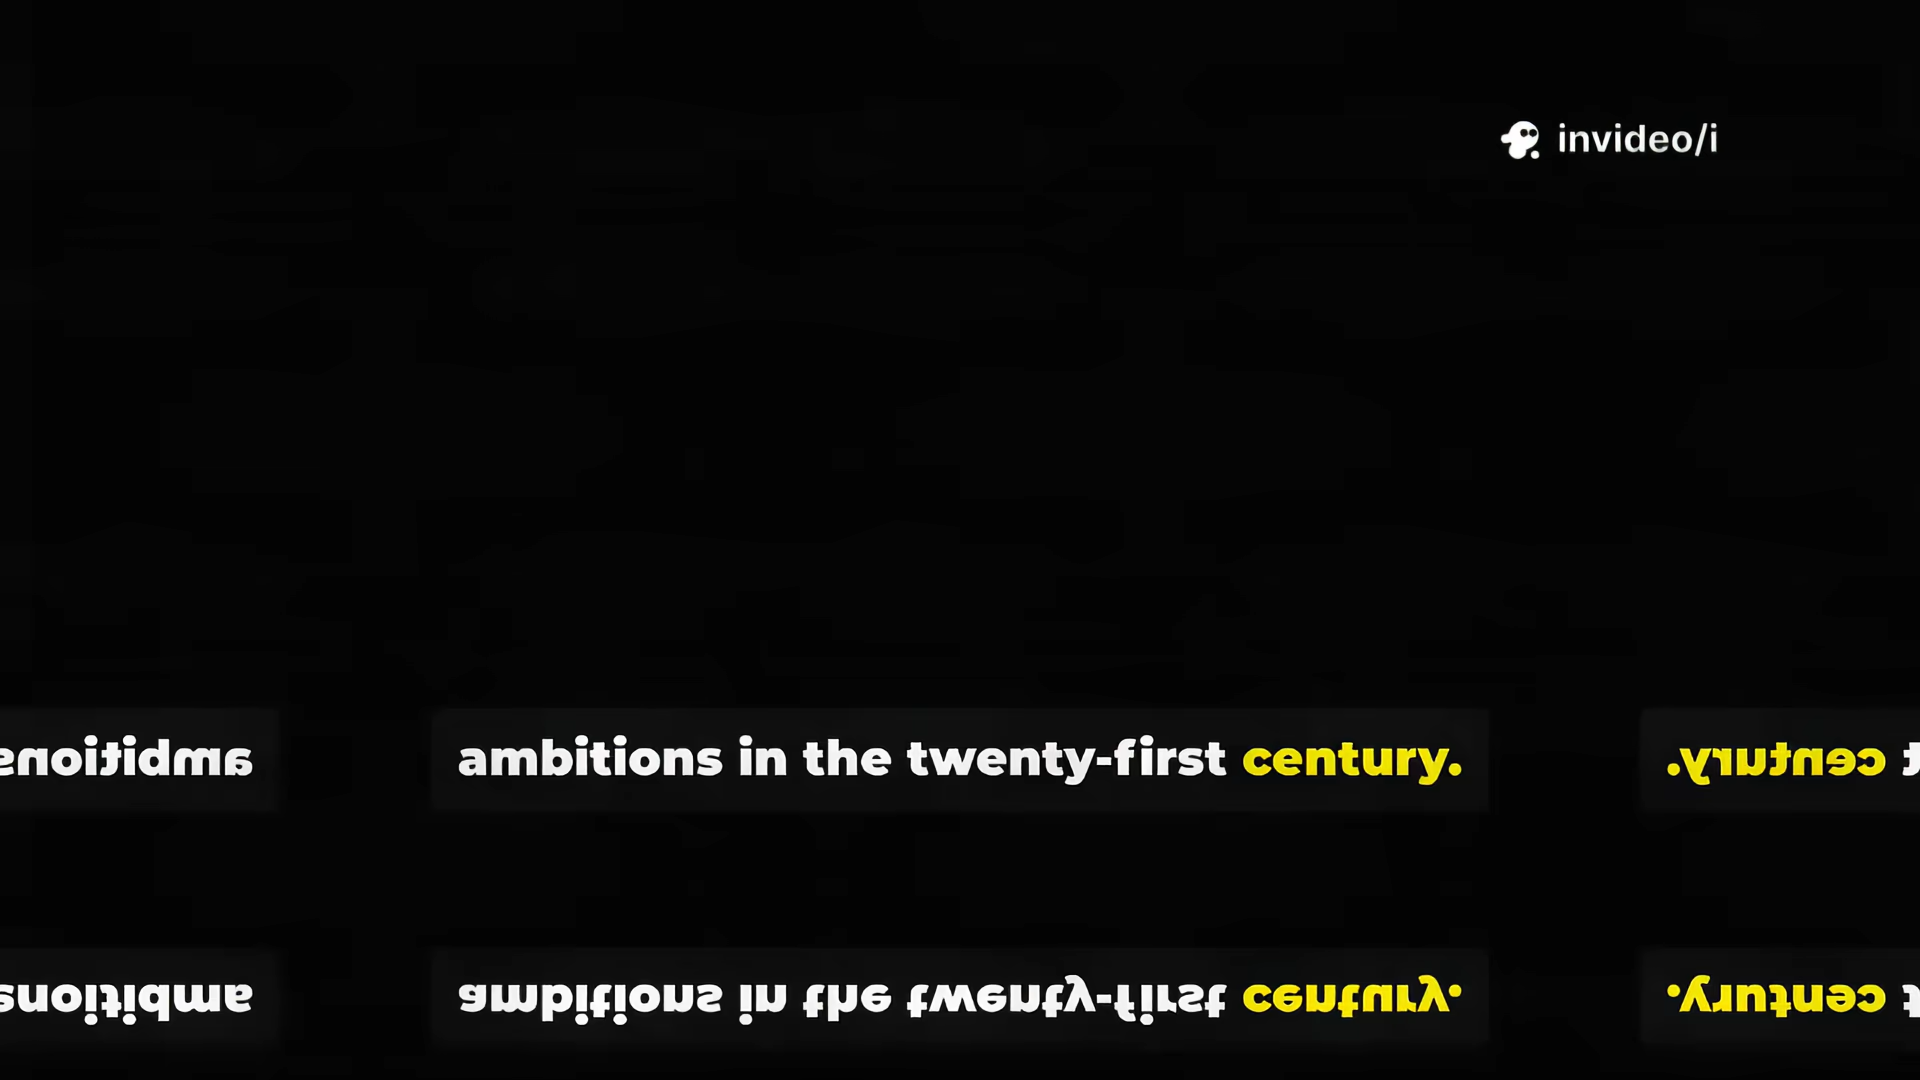 invideo/i
ambitions ambitions in the twenty-first century. century.
ambitions ambitions in the twenty-first century. century.